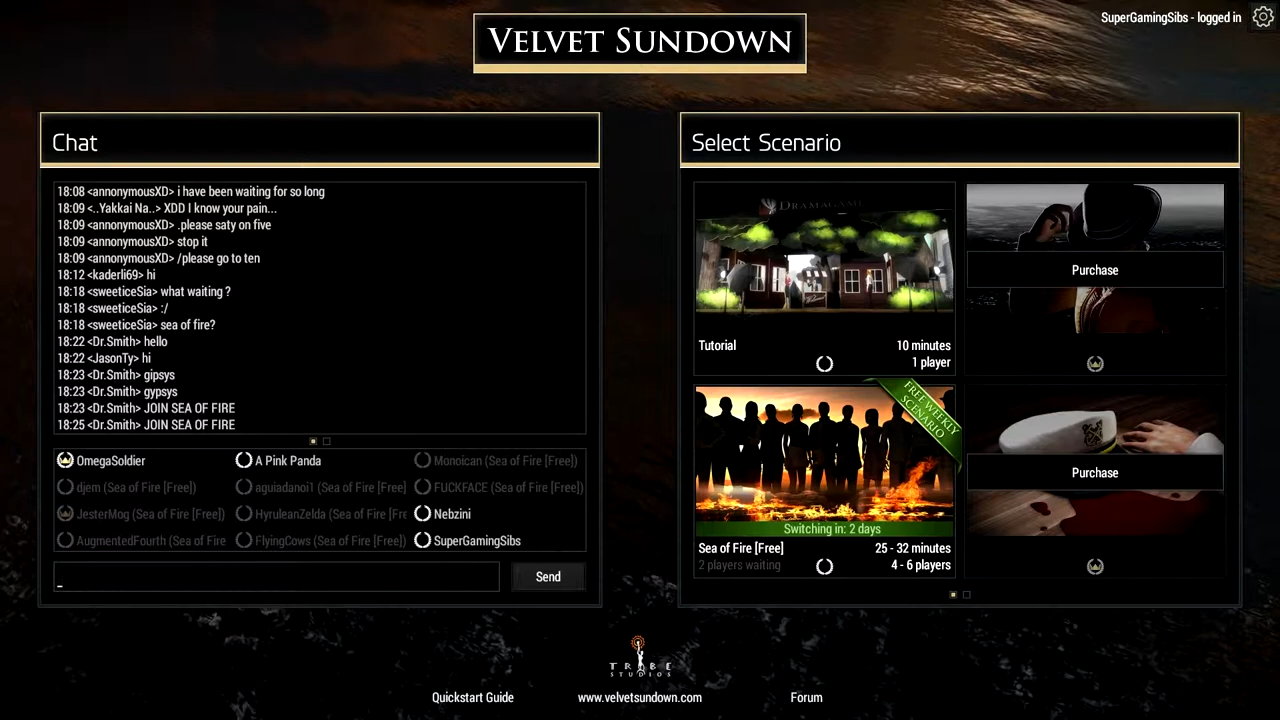 SuperGamingSibs - logged in
VELVET SUNDOWN
Chat
18:08 <annonymousXD> i have been waiting for so long
18:09 <..Yakkai Na..> XDD I know your pain...
18:09 <annonymousXD> .please saty on five
18:09 <annonymousXD> stop it
18:09 <annonymousXD> /please go to ten
18:12 <kaderli69> hi
18:18 <sweeticeSia> what waiting ?
18:18 <sweeticeSia> :/
18:18 <sweeticeSia> sea of fire?
18:22 <Dr.Smith> hello
18:22 <JasonTy> hi
18:23 <Dr.Smith> gipsys
18:23 <Dr.Smith> gypsys
18:23 <Dr.Smith> JOIN SEA OF FIRE
18:25 <Dr.Smith> JOIN SEA OF FIRE
OmegaSoldier A Pink Panda Monoican (Sea of Fire [Free])
djem (Sea of Fire [Free]) aguiadanoi1 (Sea of Fire [Free] FUCKFACE (Sea of Fire [Free])
JesterMog (Sea of Fire [Free]) HyruleanZelda (Sea of Fire [Fre Nebzini
AugmentedFourth (Sea of Fire FlyingCows (Sea of Fire [Free]) SuperGamingSibs
_
Send
Select Scenario
DRAMAGAME
Tutorial 10 minutes
1 player
Purchase
FREE WEEKLY
SCENARIO
Switching in: 2 days
Sea of Fire [Free] 25 - 32 minutes
2 players waiting 4 - 6 players
Purchase
TRIBE
STUDIOS
Quickstart Guide www.velvetsundown.com Forum